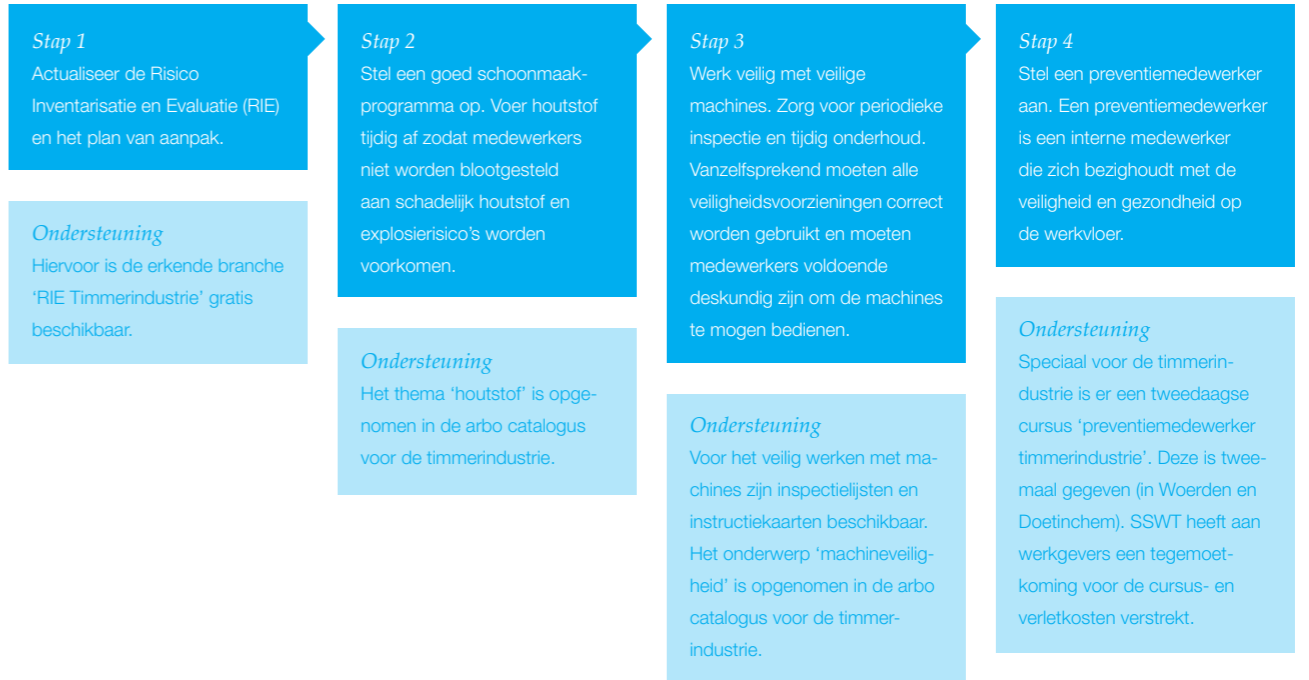 Stap 1
Actualiseer de Risico
Inventarisatie en Evaluatie (RIE)
en het plan van aanpak.
Ondersteuning
Hiervoor is de erkende branche
‘RIE Timmerindustrie’ gratis
beschikbaar.
Stap 2
Stel een goed schoonmaak-
programma op. Voer houtstof
tijdig af zodat medewerkers
niet worden blootgesteld
aan schadelijk houtstof en
explosierisico’s worden
voorkomen.
Ondersteuning
Het thema ‘houtstof’ is opge-
nomen in de arbo catalogus
voor de timmerindustrie.
Stap 3
Werk veilig met veilige
machines. Zorg voor periodieke
inspectie en tijdig onderhoud.
Vanzelfsprekend moeten alle
veiligheidsvoorzieningen correct
worden gebruikt en moeten
medewerkers voldoende
deskundig zijn om de machines
te mogen bedienen.
Ondersteuning
Voor het veilig werken met ma-
chines zijn inspectielijsten en
instructiekaarten beschikbaar.
Het onderwerp ‘machineveilig-
heid’ is opgenomen in de arbo
catalogus voor de timmer-
industrie.
Stap 4
Stel een preventiemedewerker
aan. Een preventiemedewerker
is een interne medewerker
die zich bezighoudt met de
veiligheid en gezondheid op
de werkvloer.
Ondersteuning
Speciaal voor de timmerin-
dustrie is er een tweedaagse
cursus ‘preventiemedewerker
timmerindustrie’. Deze is twee-
maal gegeven (in Woerden en
Doetinchem). SSWT heeft aan
werkgevers een tegemoet-
koming voor de cursus- en
verletkosten verstrekt.